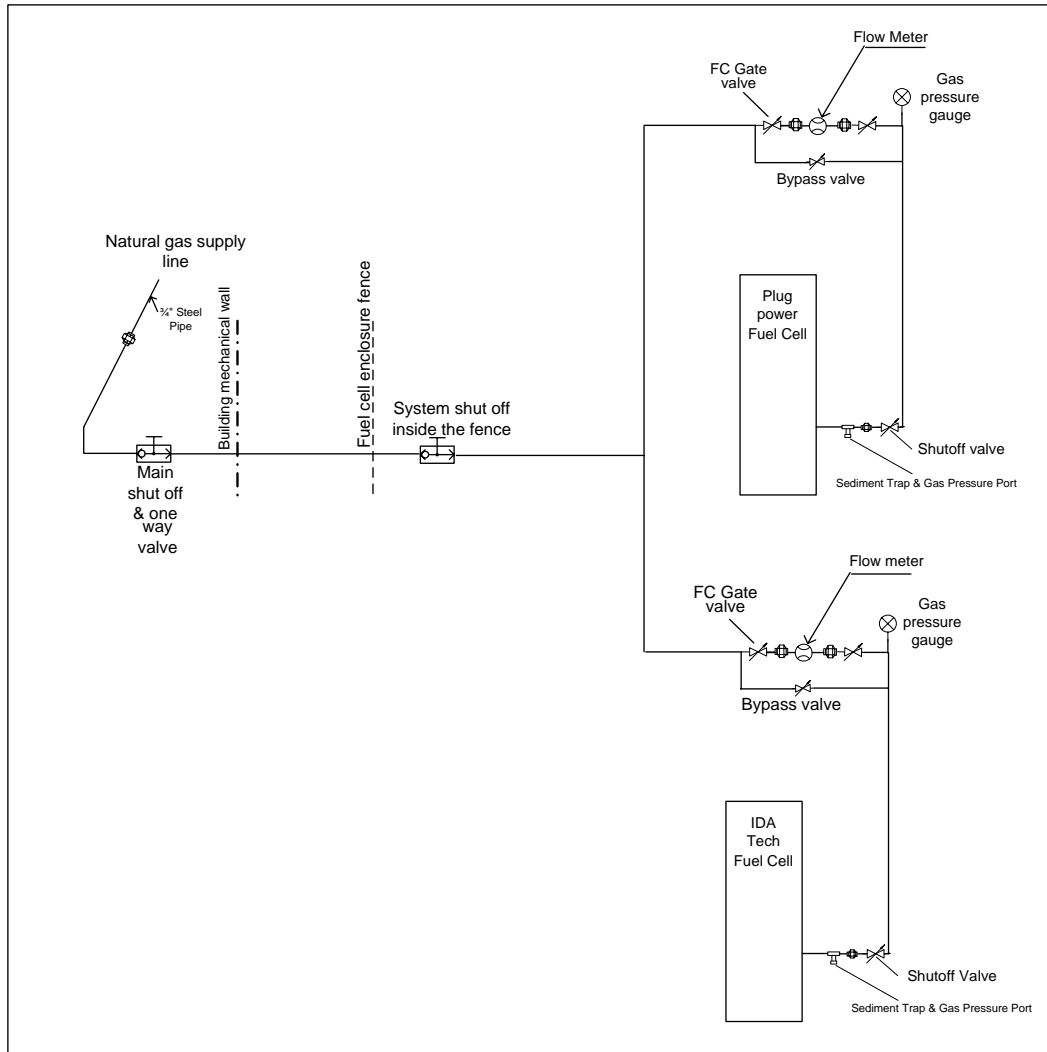 Flow Meter
FC Gate
valve
Gas
pressure
gauge
Bypass valve
Natural gas supply
line
¾" Steel
Pipe
Building mechanical wall
Fuel cell enclosure fence
System shut off
inside the fence
Main
shut off
& one
way
valve
Plug
power
Fuel Cell
Shutoff valve
Sediment Trap & Gas Pressure Port
Flow meter
FC Gate
valve
Gas
pressure
gauge
Bypass valve
IDA
Tech
Fuel Cell
Shutoff Valve
Sediment Trap & Gas Pressure Port